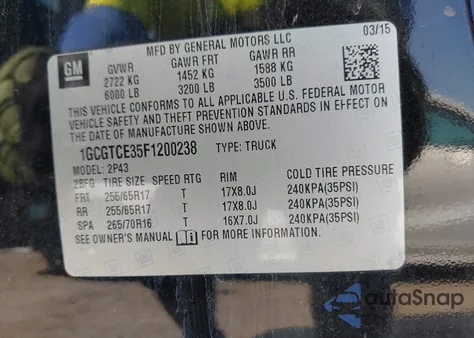 GM
MFD BY GENERAL MOTORS LLC
03/15
GVWR GAWR FRT GAWR RR
2722 KG 1452 KG 1588 KG
6000 LB 3200 LB 3500 LB
THIS VEHICLE CONFORMS TO ALL APPLICABLE U.S. FEDERAL MOTOR
VEHICLE SAFETY AND THEFT PREVENTION STANDARDS IN EFFECT ON
THE DATE OF MANUFACTURE SHOWN ABOVE.
1GCGTCE35F1200238 TYPE: TRUCK
MODEL: 2P43
2BFG TIRE SIZE SPEED RTG RIM COLD TIRE PRESSURE
FRT 255/65R17 T 17X8.0J 240KPA(35PSI)
RR 255/65R17 T 17X8.0J 240KPA(35PSI)
SPA 265/70R16 T 16X7.0J 240KPA(35PSI)
SEE OWNER'S MANUAL FOR MORE INFORMATION
autaSnap